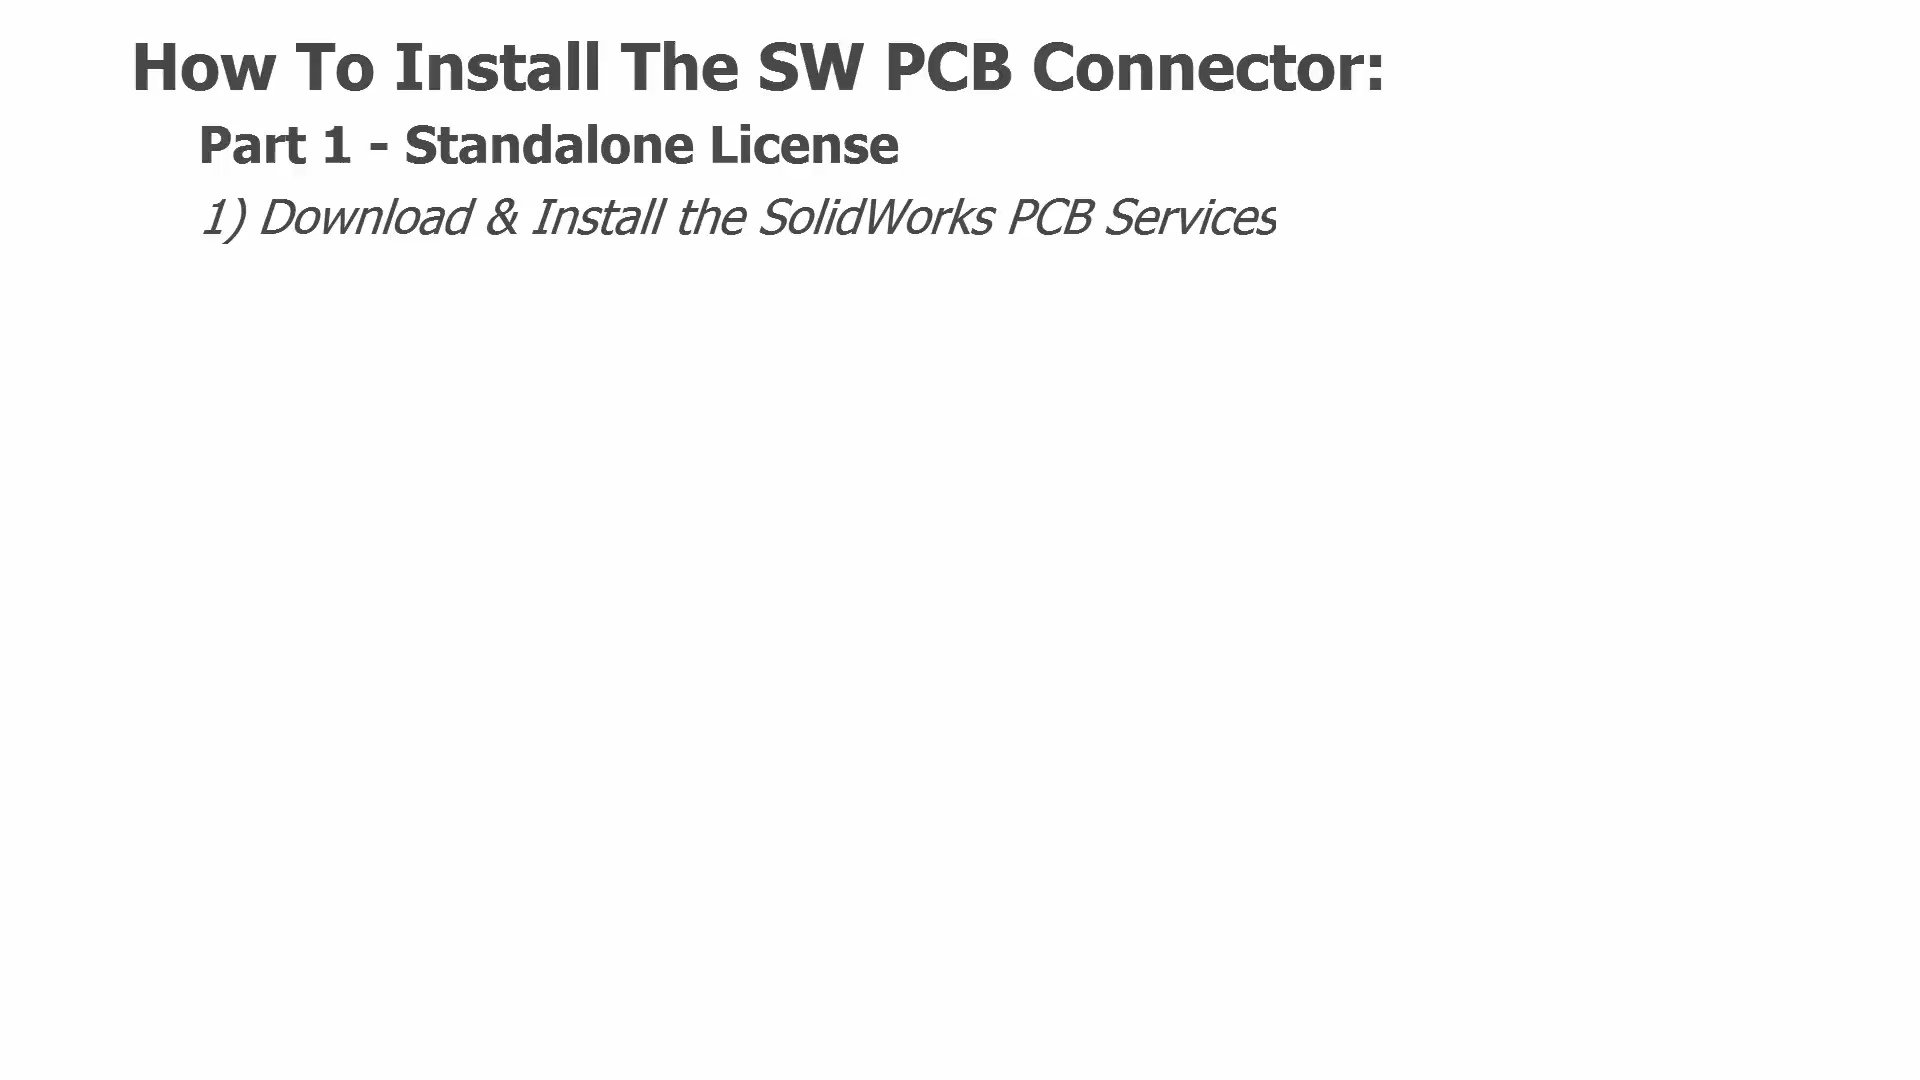 How To Install The SW PCB Connector:
Part 1 - Standalone License
1) Download & Install the SolidWorks PCB Services